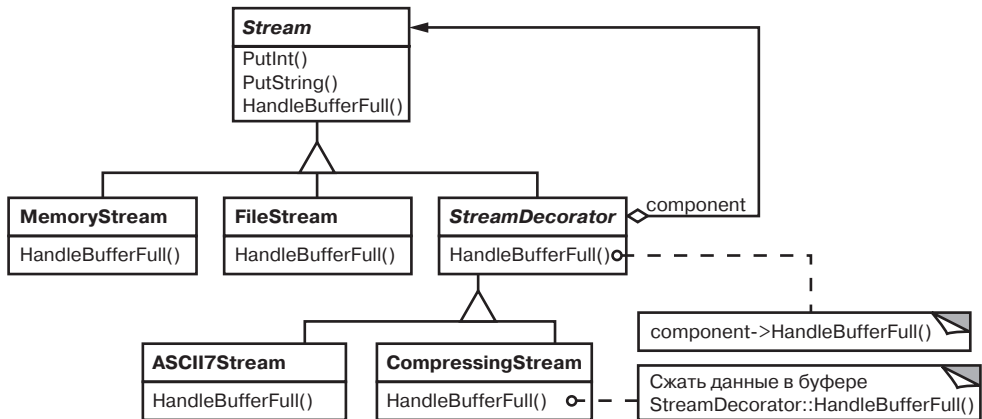 Stream
PutInt()
PutString()
HandleBufferFull()
MemoryStream
HandleBufferFull()
FileStream
HandleBufferFull()
StreamDecorator
HandleBufferFull()
component
component->HandleBufferFull()
ASCII7Stream
HandleBufferFull()
CompressingStream
HandleBufferFull()
Сжать данные в буфере
StreamDecorator::HandleBufferFull()